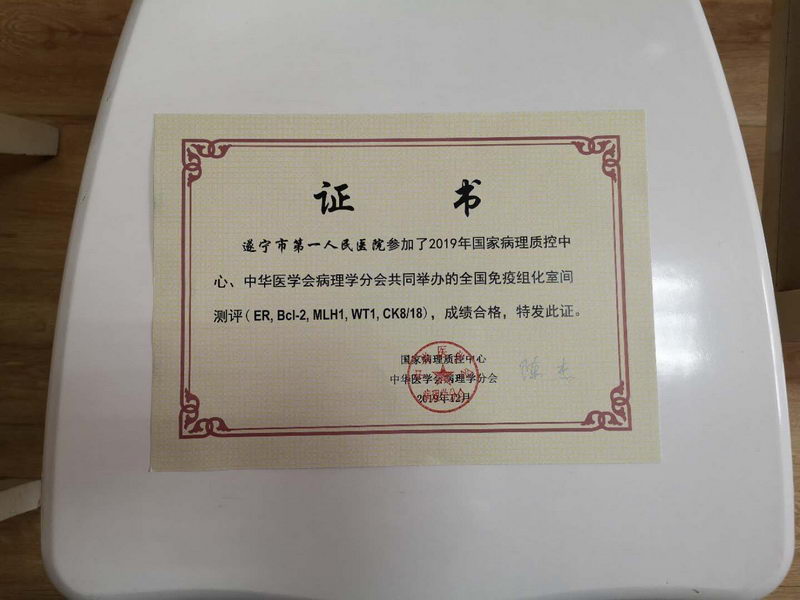 证 书
遂宁市第一人民医院参加了2019年国家病理质控中
心、中华医学会病理学分会共同举办的全国免疫组化室间
测评( ER, Bcl-2, MLH1, WT1, CK8/18)，成绩合格，特发此证。
国家病理质控中心
中华医学会病理学分会
2019年12月
陈杰